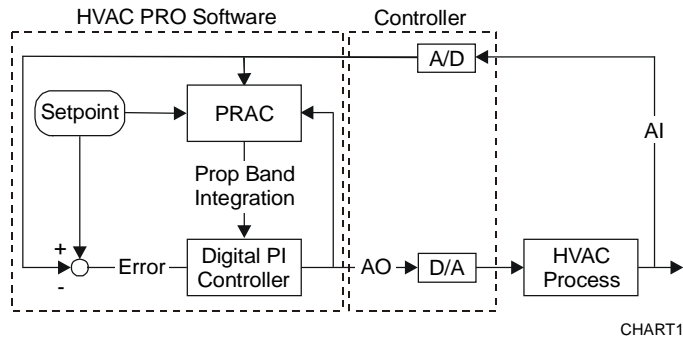 HVAC PRO Software
Controller
A/D
Setpoint
PRAC
AI
Prop Band
Integration
+
-
Error
Digital PI
Controller
AO
D/A
HVAC
Process
CHART1